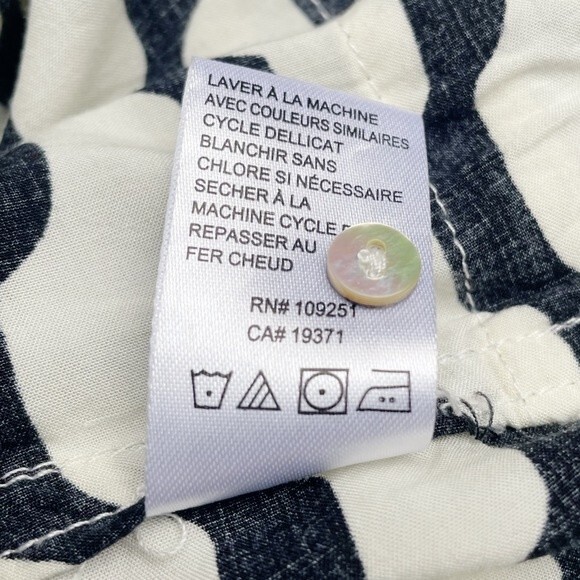 LAVER À LA MACHINE
AVEC COULEURS SIMILAIRES
CYCLE DELLICAT
BLANCHIR SANS
CHLORE SI NÉCESSAIRE
SECHER À LA
MACHINE CYCLE
REPASSER AU
FER CHEUD
RN# 109251
CA# 19371